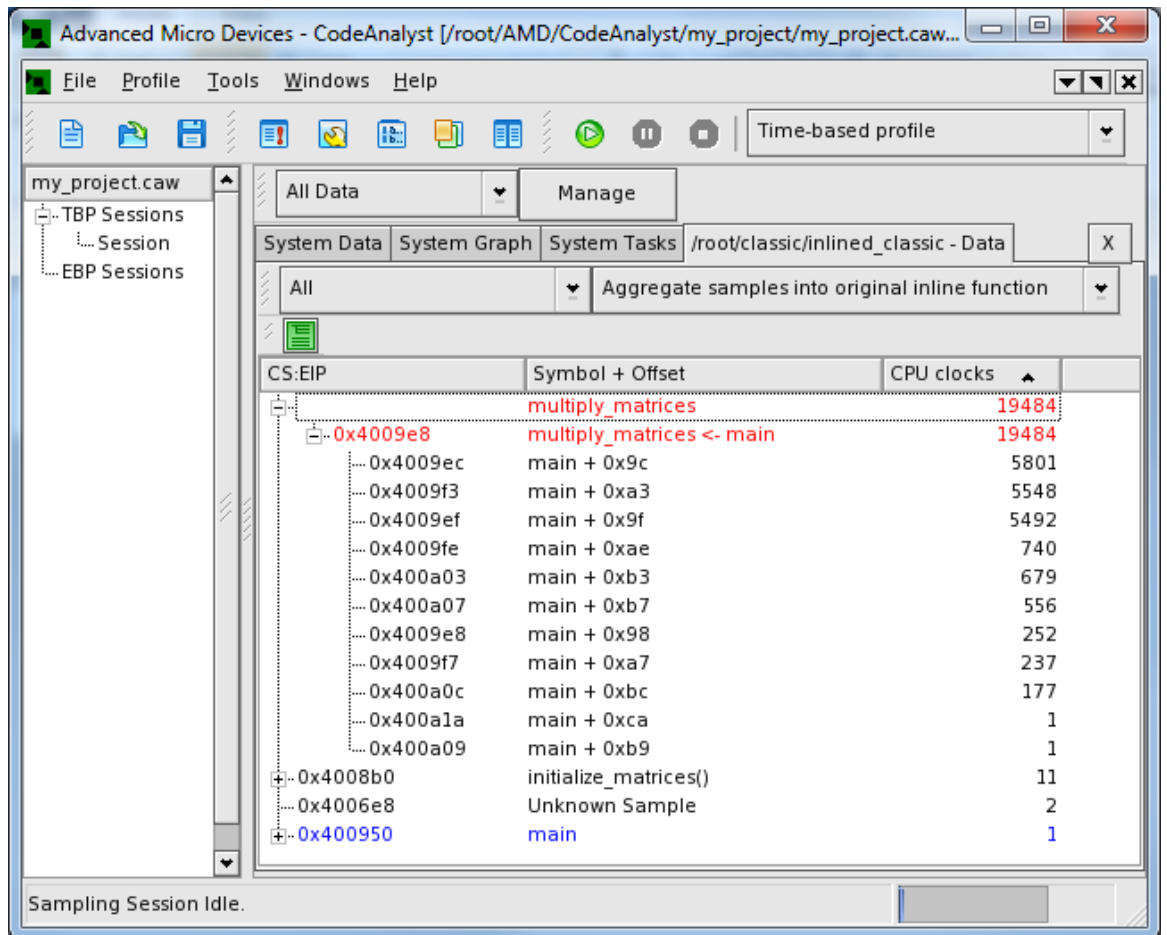 Advanced Micro Devices - CodeAnalyst [/root/AMD/CodeAnalyst/my_project/my_project.caw...
File Profile Tools Windows Help
Time-based profile
my_project.caw
TBP Sessions
Session
EBP Sessions
All Data Manage
System Data System Graph System Tasks /root/classic/inlined_classic - Data X
All Aggregate samples into original inline function
CS:EIP Symbol + Offset CPU clocks
multiply_matrices 19484
0x4009e8 multiply_matrices <- main 19484
0x4009ec main + 0x9c 5801
0x4009f3 main + 0xa3 5548
0x4009ef main + 0x9f 5492
0x4009fe main + 0xae 740
0x400a03 main + 0xb3 679
0x400a07 main + 0xb7 556
0x4009e8 main + 0x98 252
0x4009f7 main + 0xa7 237
0x400a0c main + 0xbc 177
0x400a1a main + 0xca 1
0x400a09 main + 0xb9 1
0x4008b0 initialize_matrices() 11
0x4006e8 Unknown Sample 2
0x400950 main 1
Sampling Session Idle.